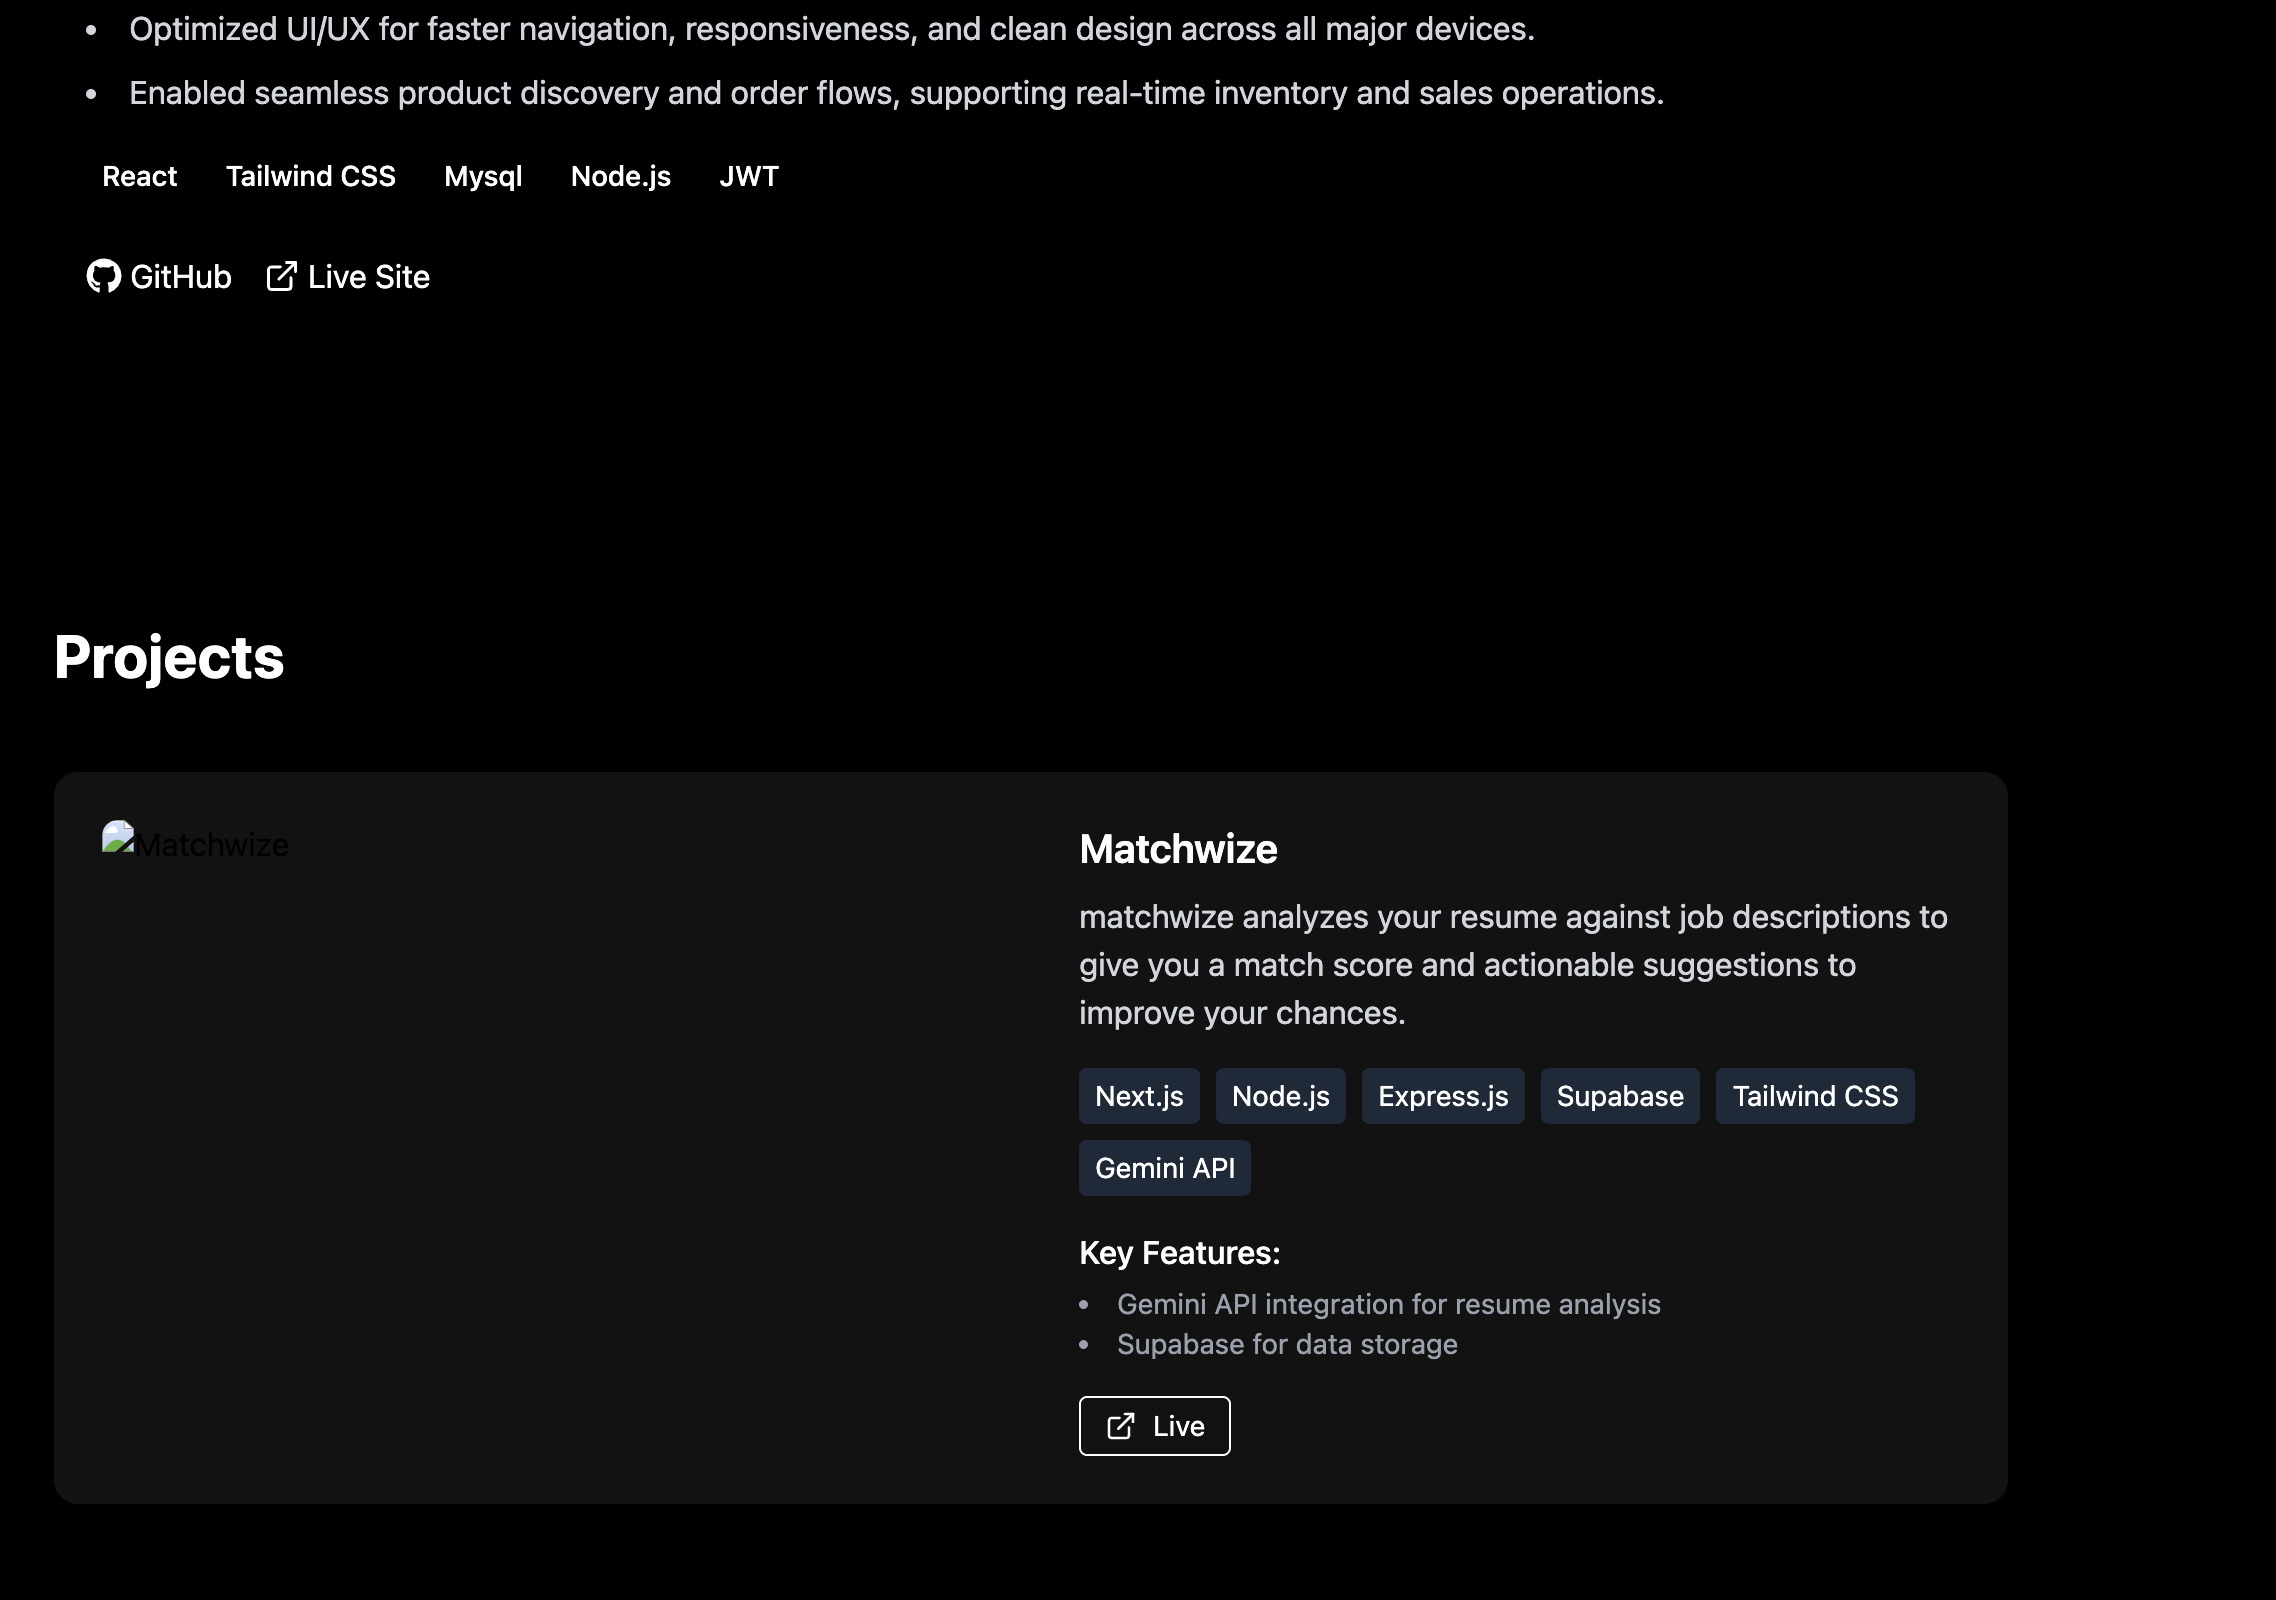 Optimized UI/UX for faster navigation, responsiveness, and clean design across all major devices.
Enabled seamless product discovery and order flows, supporting real-time inventory and sales operations.
React Tailwind CSS Mysql Node.js JWT
GitHub Live Site
Projects
Matchwize
Matchwize
matchwize analyzes your resume against job descriptions to
give you a match score and actionable suggestions to
improve your chances.
Next.js Node.js Express.js Supabase Tailwind CSS
Gemini API
Key Features:
Gemini API integration for resume analysis
Supabase for data storage
Live